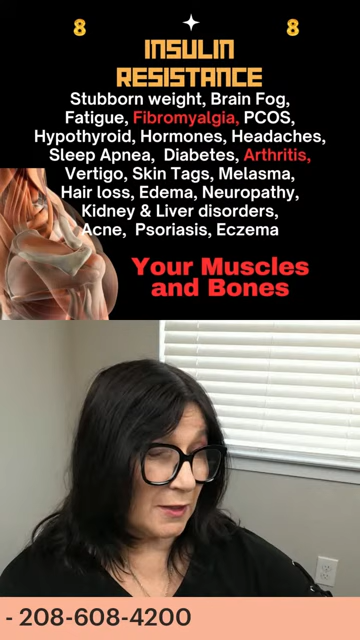 8 8
INSULIN
RESISTANCE
Stubborn weight, Brain Fog,
Fatigue, Fibromyalgia, PCOS,
Hypothyroid, Hormones, Headaches,
Sleep Apnea, Diabetes, Arthritis,
Vertigo, Skin Tags, Melasma,
Hair loss, Edema, Neuropathy,
Kidney & Liver disorders,
Acne, Psoriasis, Eczema
Your Muscles
and Bones
- 208-608-4200